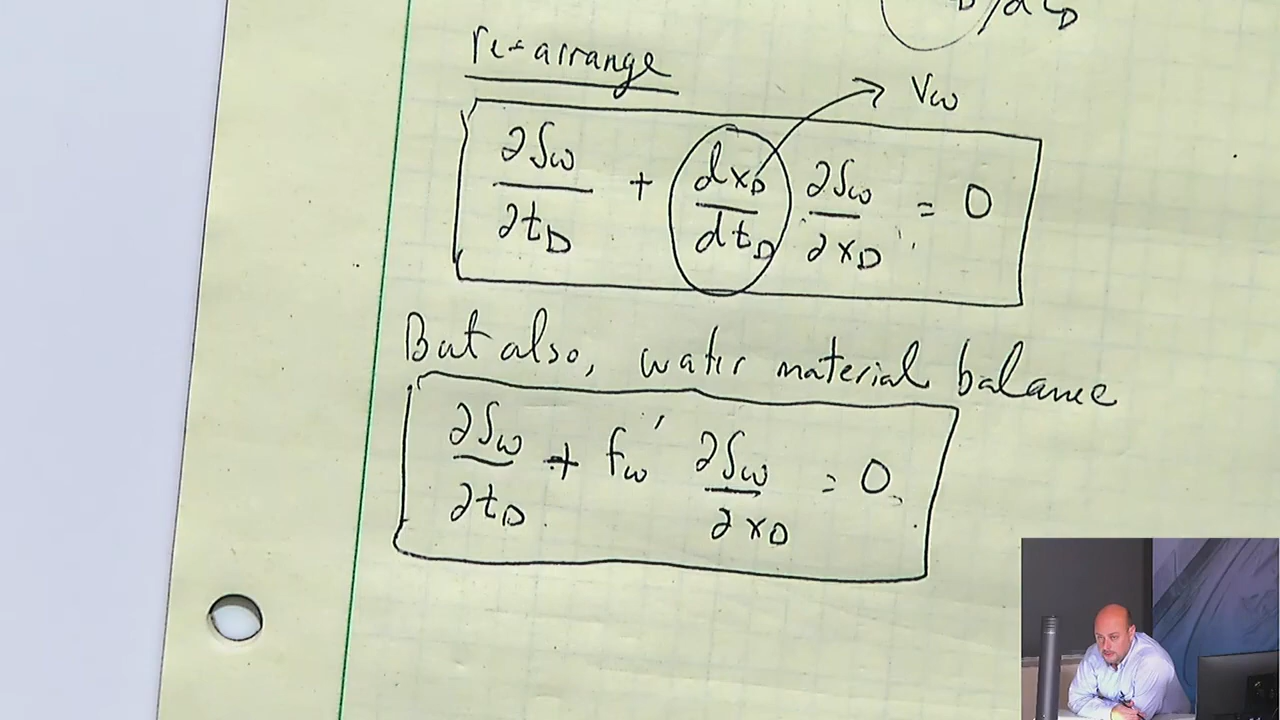 D/dtD
re-arrange
Vw
∂Sw/∂tD + dxD/dtD ∂Sw/∂xD = 0
But also, water material balance
∂Sw/∂tD + fw' ∂Sw/∂xD = 0